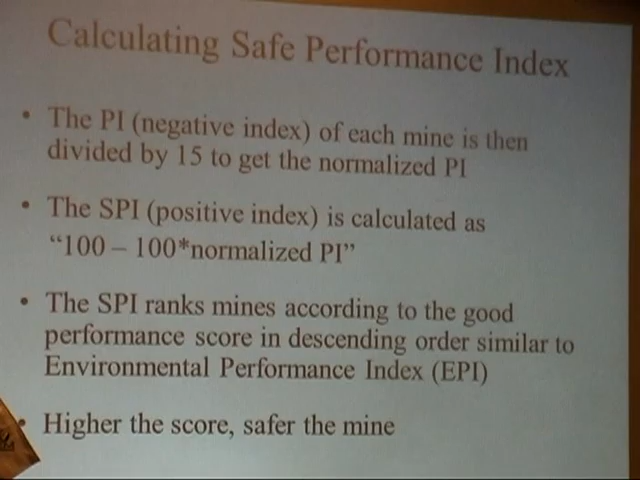 Calculating Safe Performance Index
• The PI (negative index) of each mine is then
divided by 15 to get the normalized PI
• The SPI (positive index) is calculated as
“100 – 100*normalized PI”
• The SPI ranks mines according to the good
performance score in descending order similar to
Environmental Performance Index (EPI)
• Higher the score, safer the mine